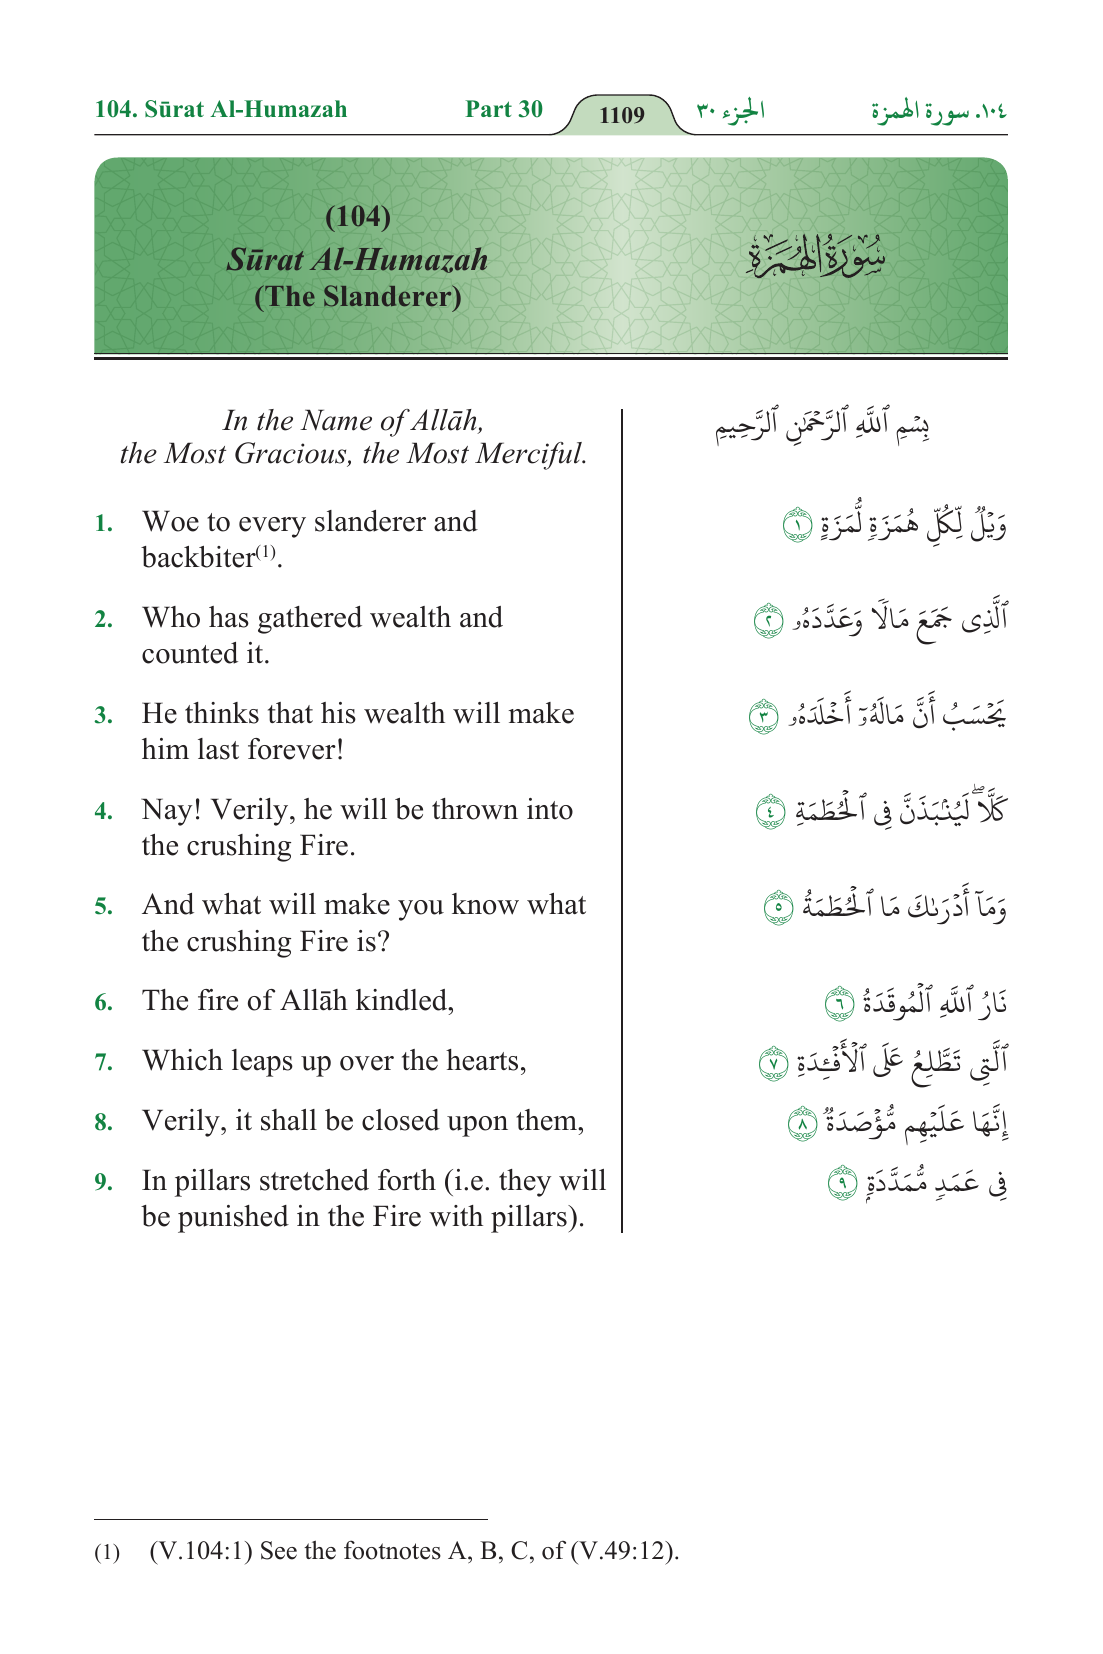 104. Sūrat Al-Humazah Part 30 1109 الجزء ٣٠ ١٠٤. سورة الهمزة
(104)
Sūrat Al-Humazah
(The Slanderer)
سُورَةُ الهُمَزَةِ
In the Name of Allāh,
the Most Gracious, the Most Merciful.
بِسۡمِ ٱللَّهِ ٱلرَّحۡمَٰنِ ٱلرَّحِيمِ
1. Woe to every slanderer and
backbiter(1).
وَيۡلٞ لِّكُلِّ هُمَزَةٖ لُّمَزَةٍ ١
2. Who has gathered wealth and
counted it.
ٱلَّذِي جَمَعَ مَالٗا وَعَدَّدَهُۥ ٢
3. He thinks that his wealth will make
him last forever!
يَحۡسَبُ أَنَّ مَالَهُۥٓ أَخۡلَدَهُۥ ٣
4. Nay! Verily, he will be thrown into
the crushing Fire.
كَلَّاۖ لَيُنۢبَذَنَّ فِي ٱلۡحُطَمَةِ ٤
5. And what will make you know what
the crushing Fire is?
وَمَآ أَدۡرَىٰكَ مَا ٱلۡحُطَمَةُ ٥
6. The fire of Allāh kindled,
نَارُ ٱللَّهِ ٱلۡمُوقَدَةُ ٦
7. Which leaps up over the hearts,
ٱلَّتِي تَطَّلِعُ عَلَى ٱلۡأَفۡـِٔدَةِ ٧
8. Verily, it shall be closed upon them,
إِنَّهَا عَلَيۡهِم مُّؤۡصَدَةٞ ٨
9. In pillars stretched forth (i.e. they will
be punished in the Fire with pillars).
فِي عَمَدٖ مُّمَدَّدَةِۭ ٩
(1) (V.104:1) See the footnotes A, B, C, of (V.49:12).